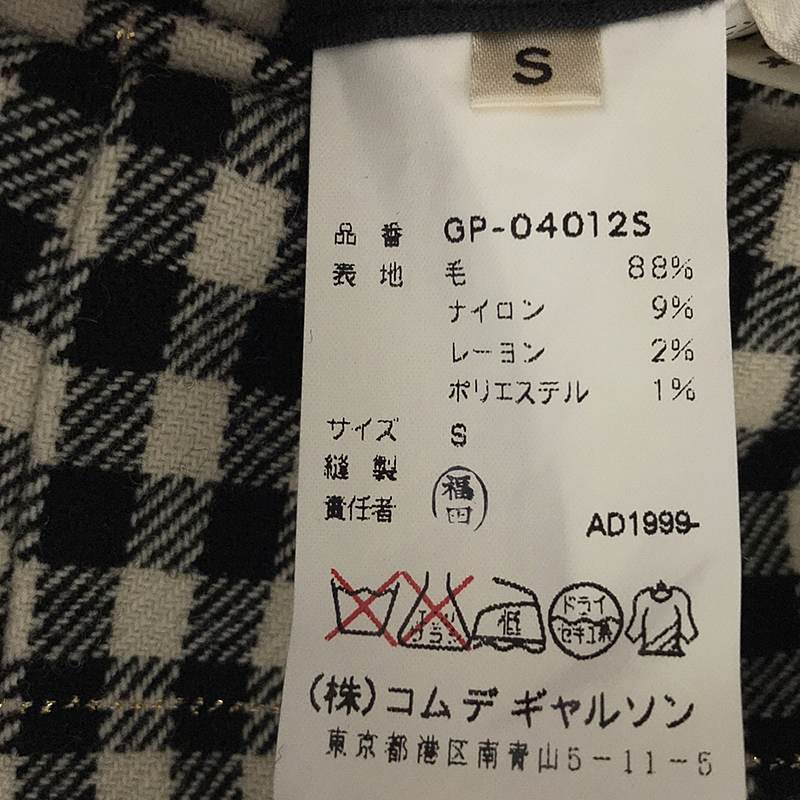 S
品番 GP-04012S
表地 毛 88%
ナイロン 9%
レーヨン 2%
ポリエステル 1%
サイズ S
縫製
責任者 福田
AD1999-
低 ドライ
セキユ系
(株)コムデギャルソン
東京都港区南青山5-11-5